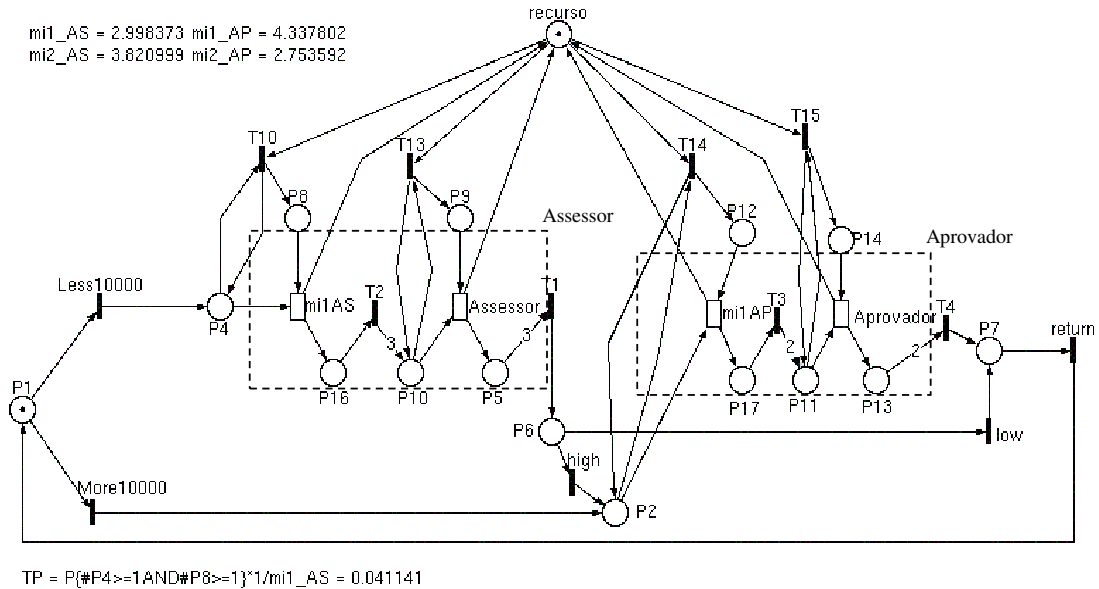 recurso
mi1_AS = 2.998373 mi1_AP = 4.337802
mi2_AS = 3.820999 mi2_AP = 2.753592
T15
T10
T13
T14
P8
P9
P12
Assessor
P14
Aprovador
Less10000
T2
T1
T3
T4
mi1AS
Assessor
mi1AP
Aprovador
P4
P7
return
3
3
2
2
P1
P16
P10
P5
P17
P11
P13
P6
low
high
More10000
P2
TP = P{#P4>=1AND#P8>=1}*1/mi1_AS = 0.041141